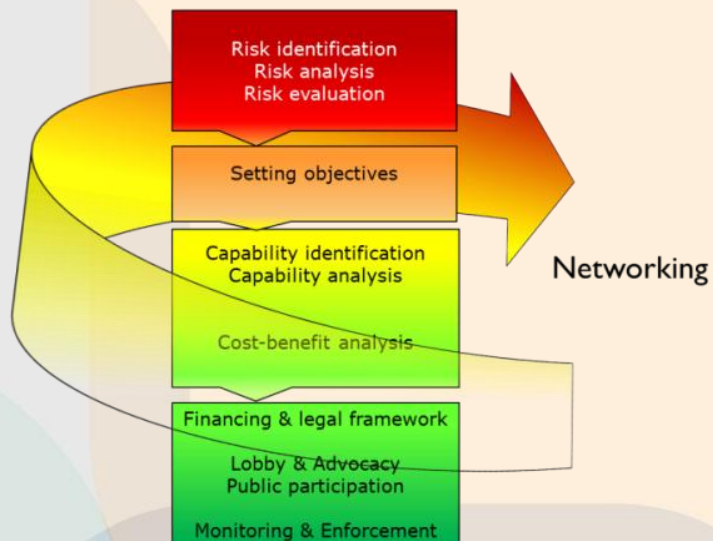 Risk identification
Risk analysis
Risk evaluation
Setting objectives
Capability identification
Capability analysis
Cost-benefit analysis
Networking
Financing & legal framework
Lobby & Advocacy
Public participation
Monitoring & Enforcement